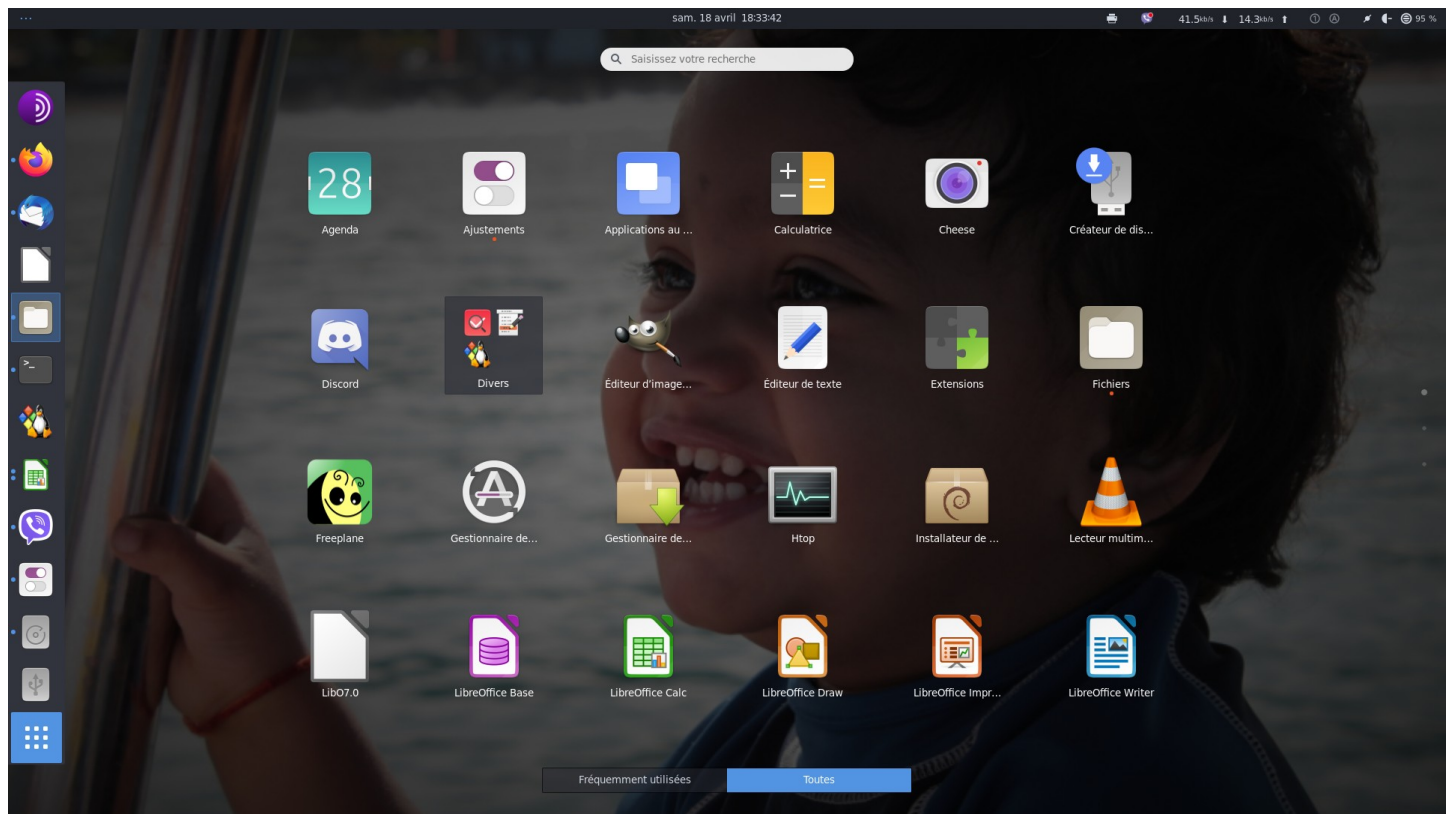 sam. 18 avril 18:33:42
41.5kb/s 14.3kb/s 95 %
Saisissez votre recherche
28
Agenda
Ajustements
Applications au …
Calculatrice
Cheese
Créateur de dis…
Discord
Divers
Éditeur d'image…
Éditeur de texte
Extensions
Fichiers
Freeplane
Gestionnaire de…
Gestionnaire de…
Htop
Installateur de …
Lecteur multim…
LibO7.0
LibreOffice Base
LibreOffice Calc
LibreOffice Draw
LibreOffice Impr…
LibreOffice Writer
Fréquemment utilisées
Toutes